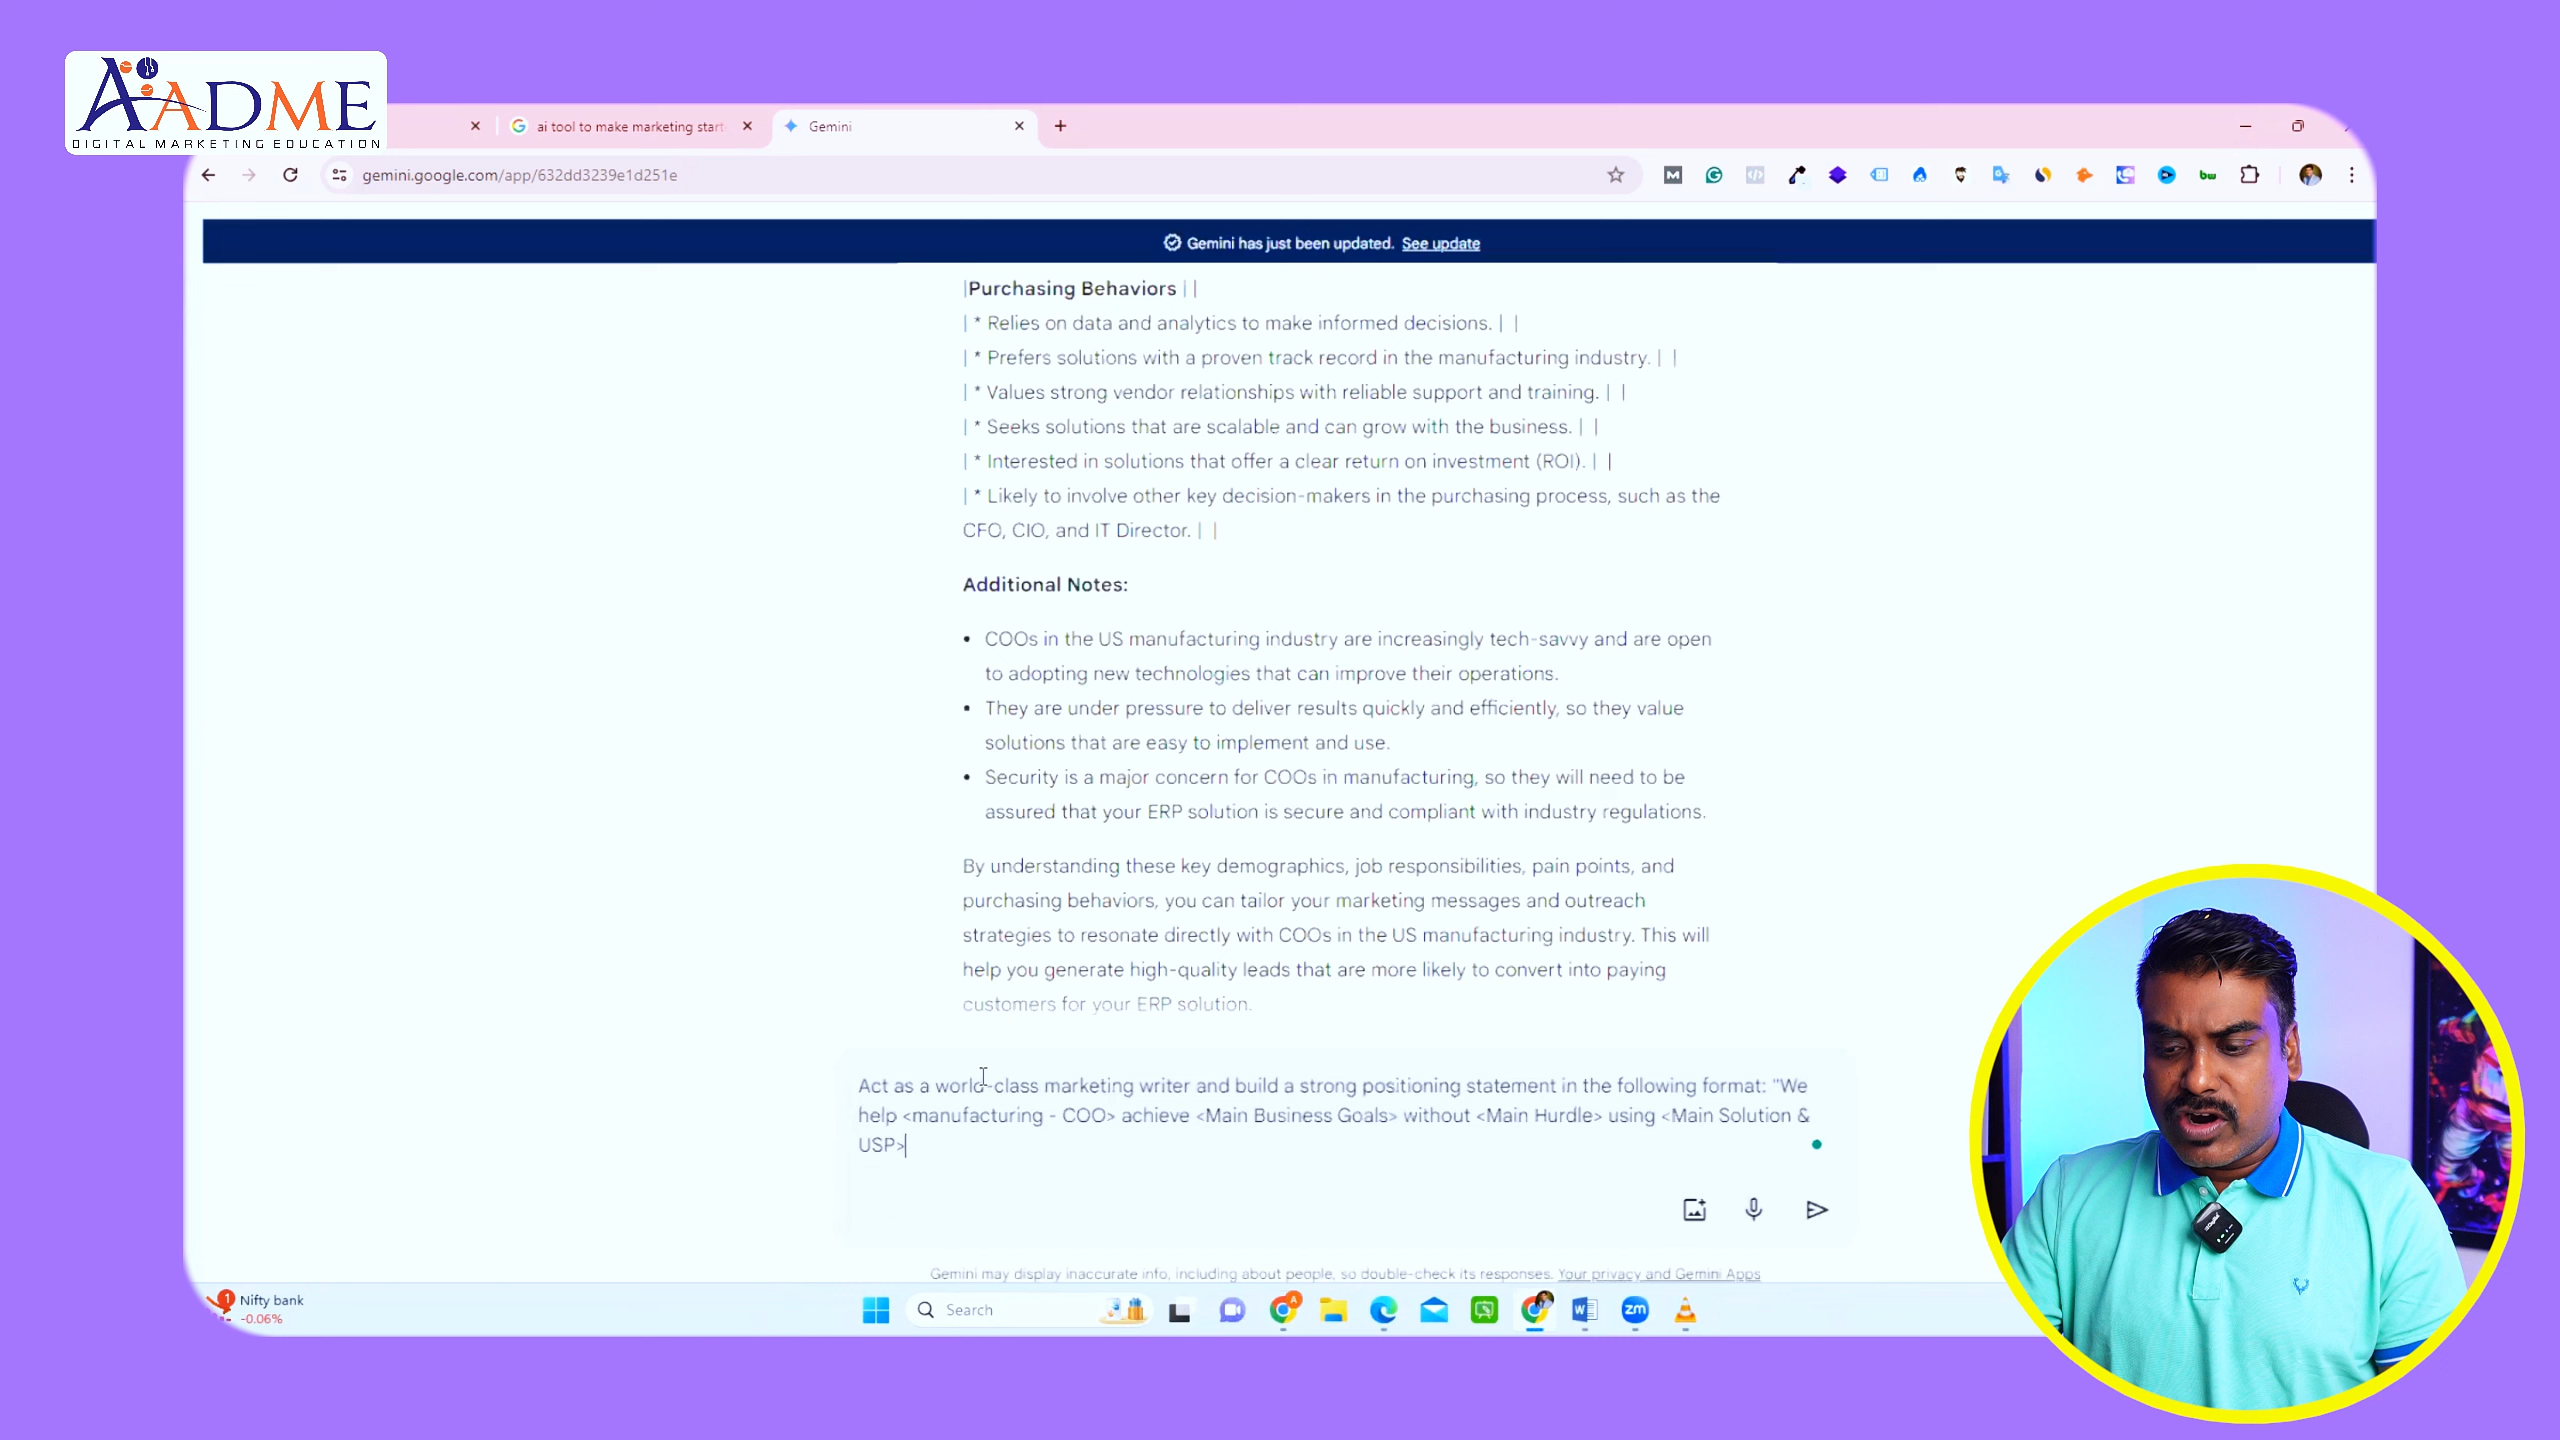 AADME
DIGITAL MARKETING EDUCATION
ai tool to make marketing start
Gemini
gemini.google.com/app/632dd3239e1d251e
bw
Gemini has just been updated. See update
|Purchasing Behaviors | |
| * Relies on data and analytics to make informed decisions. | |
| * Prefers solutions with a proven track record in the manufacturing industry. | |
| * Values strong vendor relationships with reliable support and training. | |
| * Seeks solutions that are scalable and can grow with the business. | |
| * Interested in solutions that offer a clear return on investment (ROI). | |
| * Likely to involve other key decision-makers in the purchasing process, such as the
CFO, CIO, and IT Director. | |
Additional Notes:
• COOs in the US manufacturing industry are increasingly tech-savvy and are open
to adopting new technologies that can improve their operations.
• They are under pressure to deliver results quickly and efficiently, so they value
solutions that are easy to implement and use.
• Security is a major concern for COOs in manufacturing, so they will need to be
assured that your ERP solution is secure and compliant with industry regulations.
By understanding these key demographics, job responsibilities, pain points, and
purchasing behaviors, you can tailor your marketing messages and outreach
strategies to resonate directly with COOs in the US manufacturing industry. This will
help you generate high-quality leads that are more likely to convert into paying
customers for your ERP solution.
Act as a world-class marketing writer and build a strong positioning statement in the following format: "We
help <manufacturing - COO> achieve <Main Business Goals> without <Main Hurdle> using <Main Solution &
USP>
Gemini may display inaccurate info, including about people, so double-check its responses. Your privacy and Gemini Apps
1
Nifty bank
-0.06%
Search
A
W
zm